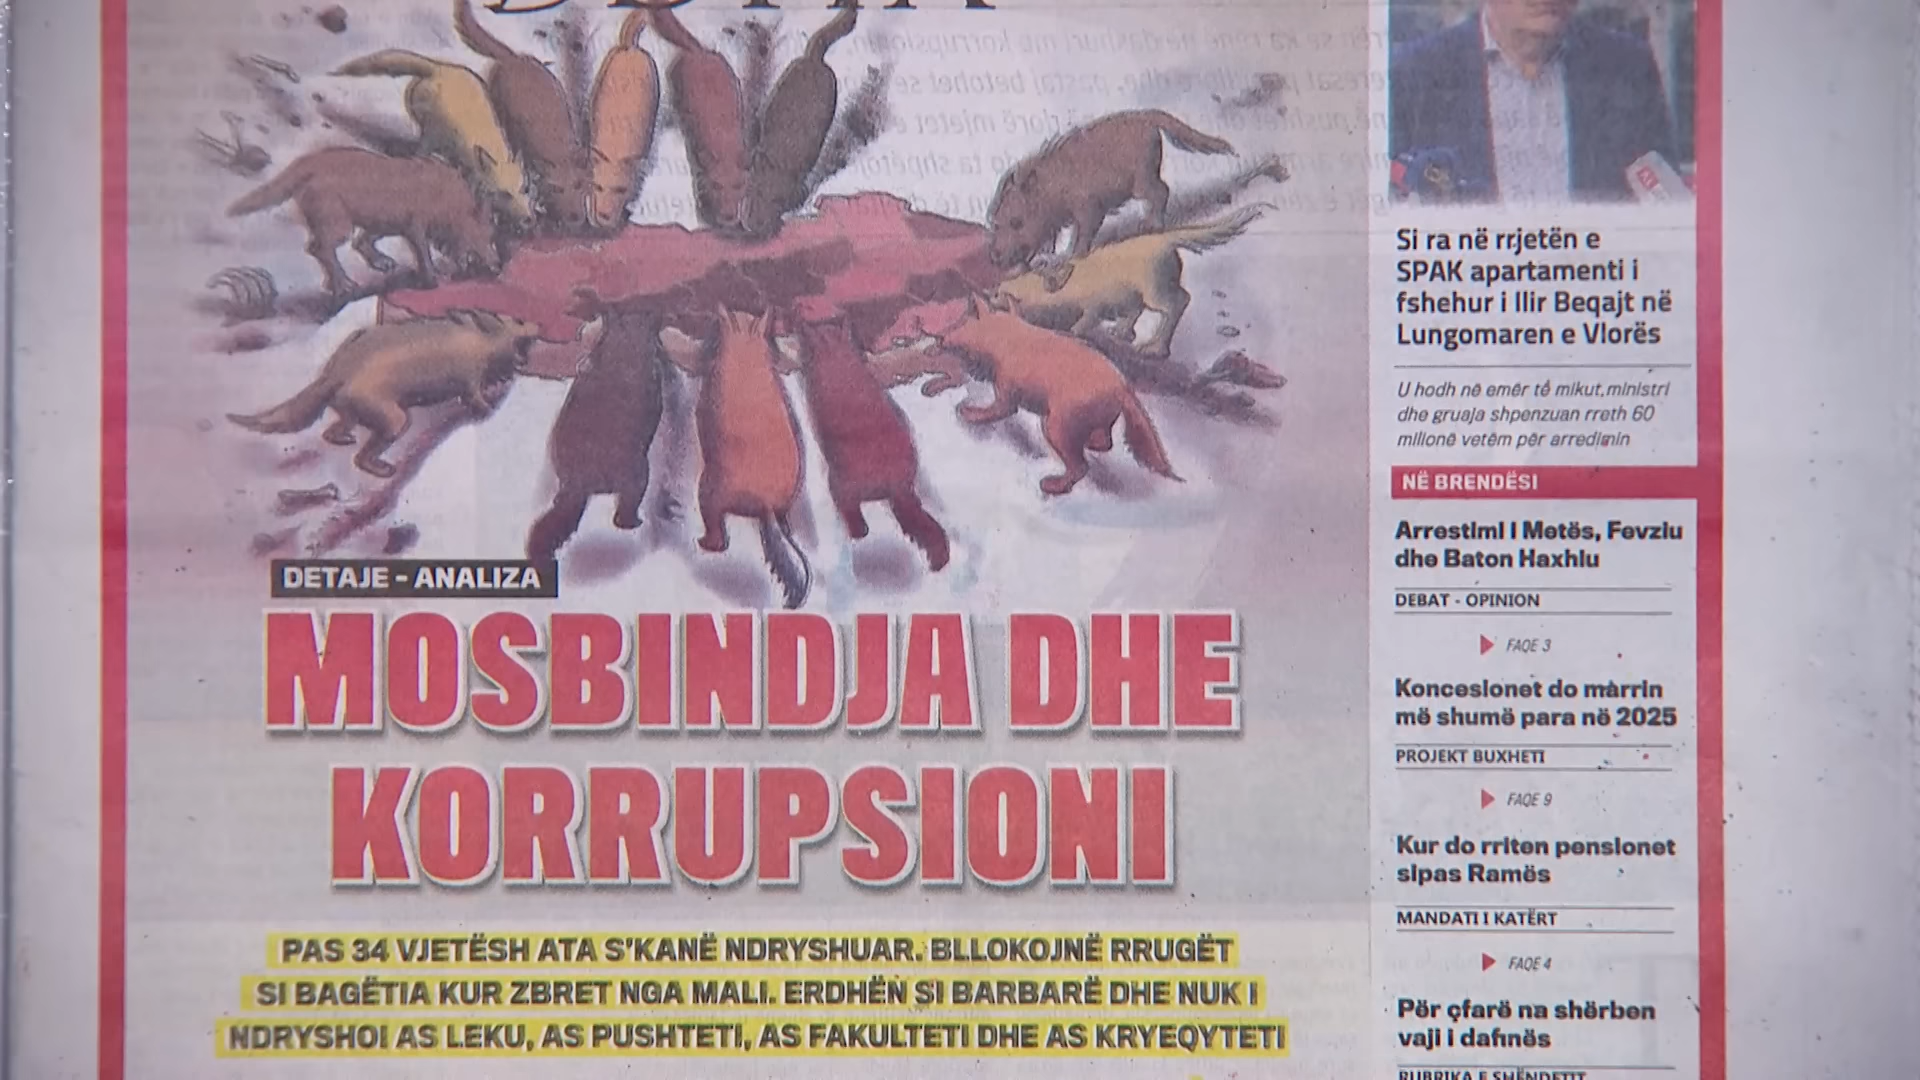 DETAJE - ANALIZA
MOSBINDJA DHE
KORRUPSIONI
PAS 34 VJETËSH ATA S'KANË NDRYSHUAR. BLLOKOJNË RRUGËT
SI BAGËTIA KUR ZBRET NGA MALI. ERDHËN SI BARBARË DHE NUK I
NDRYSHOI AS LEKU, AS PUSHTETI, AS FAKULTETI DHE AS KRYEQYTETI
Si ra në rrjetën e
SPAK apartamenti i
fshehur i Ilir Beqajt në
Lungomaren e Vlorës
U hodh në emër të mikut, ministri
dhe gruaja shpenzuan rreth 60
milionë vetëm për arredimin
NË BRENDËSI
Arrestimi i Metës, Fevziu
dhe Baton Haxhiu
DEBAT - OPINION
FAQE 3
Koncesionet do marrin
më shumë para në 2025
PROJEKT BUXHETI
FAQE 9
Kur do rriten pensionet
sipas Ramës
MANDATI I KATËRT
FAQE 4
Për çfarë na shërben
vaji i dafinës
RUBRIKA E SHËNDETIT